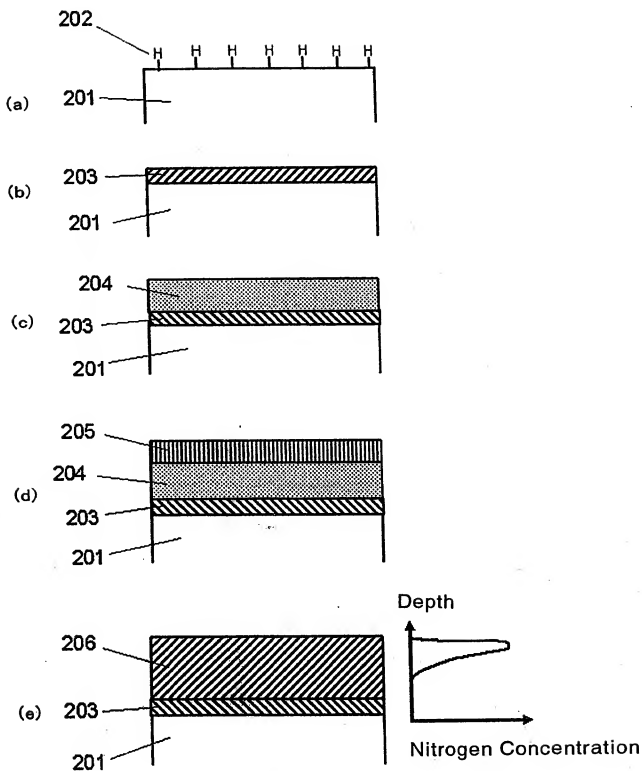 202
H H H H H H H
(a) 201
203
(b)
201
204
(c) 203
201
205
204
(d) 203
201
Depth
206
(e) 203
201
Nitrogen Concentration